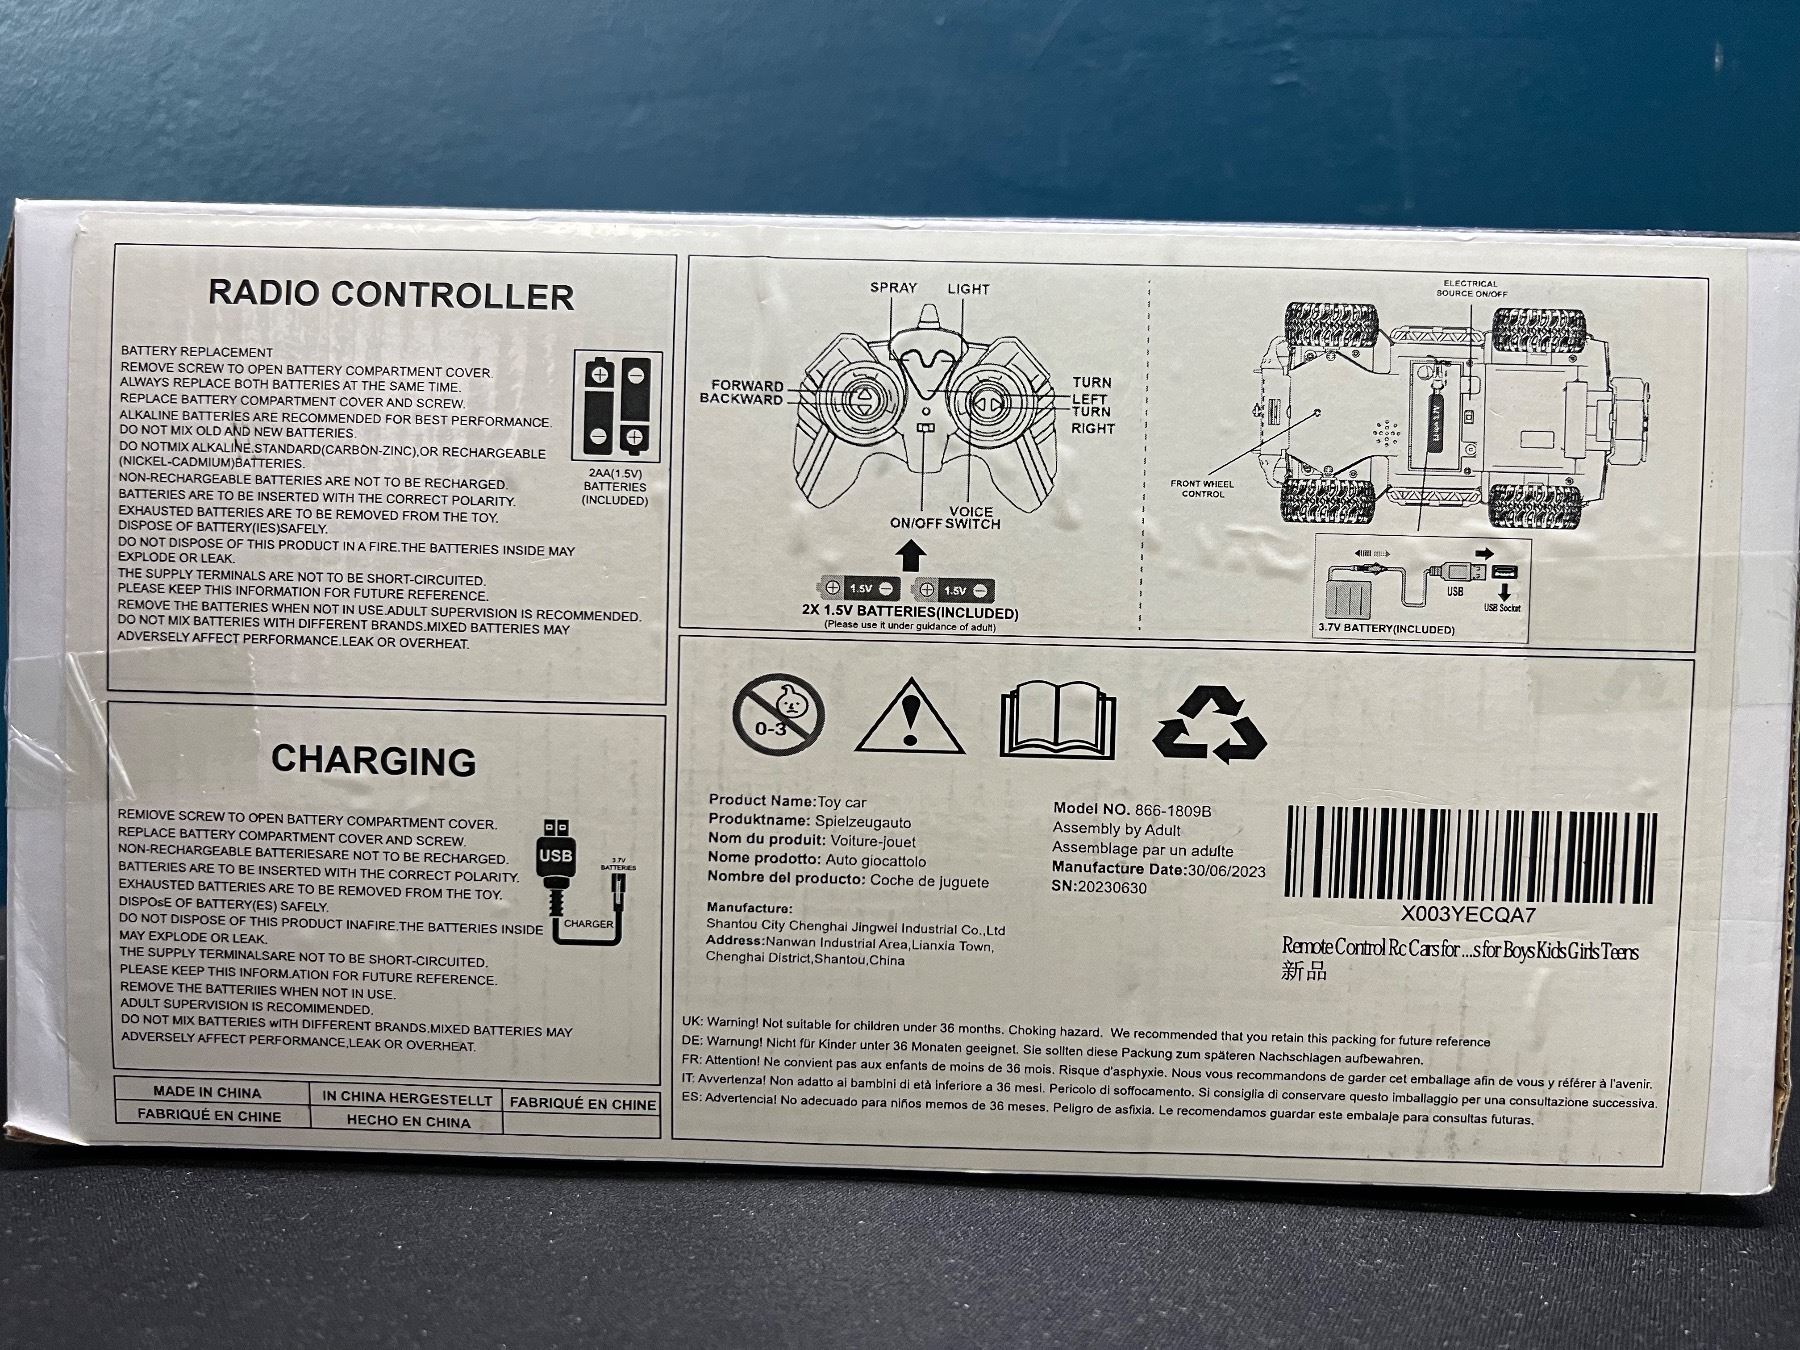 RADIO CONTROLLER
BATTERY REPLACEMENT
REMOVE SCREW TO OPEN BATTERY COMPARTMENT COVER.
ALWAYS REPLACE BOTH BATTERIES AT THE SAME TIME.
REPLACE BATTERY COMPARTMENT COVER AND SCREW.
ALKALINE BATTERIES ARE RECOMMENDED FOR BEST PERFORMANCE.
DO NOT MIX OLD AND NEW BATTERIES.
DO NOTMIX ALKALINE.STANDARD(CARBON-ZINC),OR RECHARGEABLE
(NICKEL-CADMIUM)BATTERIES.
NON-RECHARGEABLE BATTERIES ARE NOT TO BE RECHARGED.
BATTERIES ARE TO BE INSERTED WITH THE CORRECT POLARITY.
EXHAUSTED BATTERIES ARE TO BE REMOVED FROM THE TOY.
DISPOSE OF BATTERY(IES)SAFELY.
DO NOT DISPOSE OF THIS PRODUCT IN A FIRE.THE BATTERIES INSIDE MAY
EXPLODE OR LEAK.
THE SUPPLY TERMINALS ARE NOT TO BE SHORT-CIRCUITED.
PLEASE KEEP THIS INFORMATION FOR FUTURE REFERENCE.
REMOVE THE BATTERIES WHEN NOT IN USE.ADULT SUPERVISION IS RECOMMENDED.
DO NOT MIX BATTERIES WITH DIFFERENT BRANDS.MIXED BATTERIES MAY
ADVERSELY AFFECT PERFORMANCE.LEAK OR OVERHEAT.
2AA(1.5V)
BATTERIES
(INCLUDED)
CHARGING
REMIOVE SCREW TO OPEN BATTERY COMPARTMENT COVER.
REPLACE BATTERY COMPARTMENT COVER AND SCREW.
NON-RECHARGEABLE BATTERIESARE NOT TO BE RECHARGED.
BATTERIES ARE TO BE INSERTED WITH THE CORRECT POLARITY.
EXHAUSTED BATTERIES ARE TO BE REMOVED FROM THE TOY.
DISPOsE OF BATTERY(ES) SAFELY.
DO NOT DISPOSE OF THIS PRODUCT INAFIRE.THE BATTERIES INSIDE
MAY EXPLODE OR LEAK.
THE SUPPLY TERMINALSARE NOT TO BE SHORT-CIRCUITED.
PLEASE KEEP THIS INFORM.ATION FOR FUTURE REFERENCE.
REMOVE THE BATTERIIES WHEN NOT IN USE.
ADULT SUPERVISION IS RECOMIMENDED.
DO NOT MIX BATTERIES wITH DIFFERENT BRANDS.MIXED BATTERIES MAY
ADVERSELY AFFECT PERFORMANCE,LEAK OR OVERHEAT.
USB
3.7V
BATTERIES
CHARGER
MADE IN CHINA
IN CHINA HERGESTELLT
FABRIQUÉ EN CHINE
FABRIQUÉ EN CHINE
HECHO EN CHINA
SPRAY
LIGHT
FORWARD
BACKWARD
TURN
LEFT
TURN
RIGHT
VOICE
ON/OFF SWITCH
1.5V
1.5V
2X 1.5V BATTERIES(INCLUDED)
(Please use it under guidance of adult)
ELECTRICAL
SOURCE ON/OFF
FRONT WHEEL
CONTROL
USB
USB Socket
3.7V BATTERY(INCLUDED)
0-3
Product Name:Toy car
Produktname: Spielzeugauto
Nom du produit: Voiture-jouet
Nome prodotto: Auto giocattolo
Nombre del producto: Coche de juguete
Manufacture:
Shantou City Chenghai Jingwei Industrial Co.,Ltd
Address:Nanwan Industrial Area,Lianxia Town,
Chenghai District,Shantou,China
Model NO. 866-1809B
Assembly by Adult
Assemblage par un adulte
Manufacture Date:30/06/2023
SN:20230630
X003YECQA7
Remote Control Rc Cars for ...s for Boys Kids Girls Teens
新品
UK: Warning! Not suitable for children under 36 months. Choking hazard. We recommended that you retain this packing for future reference
DE: Warnung! Nicht für Kinder unter 36 Monaten geeignet. Sie sollten diese Packung zum späteren Nachschlagen aufbewahren.
FR: Attention! Ne convient pas aux enfants de moins de 36 mois. Risque d'asphyxie. Nous vous recommandons de garder cet emballage afin de vous y référer à l'avenir.
IT: Avvertenza! Non adatto ai bambini di età inferiore a 36 mesi. Pericolo di soffocamento. Si consiglia di conservare questo imballaggio per una consultazione successiva.
ES: Advertencia! No adecuado para niños memos de 36 meses. Peligro de asfixia. Le recomendamos guardar este embalaje para consultas futuras.